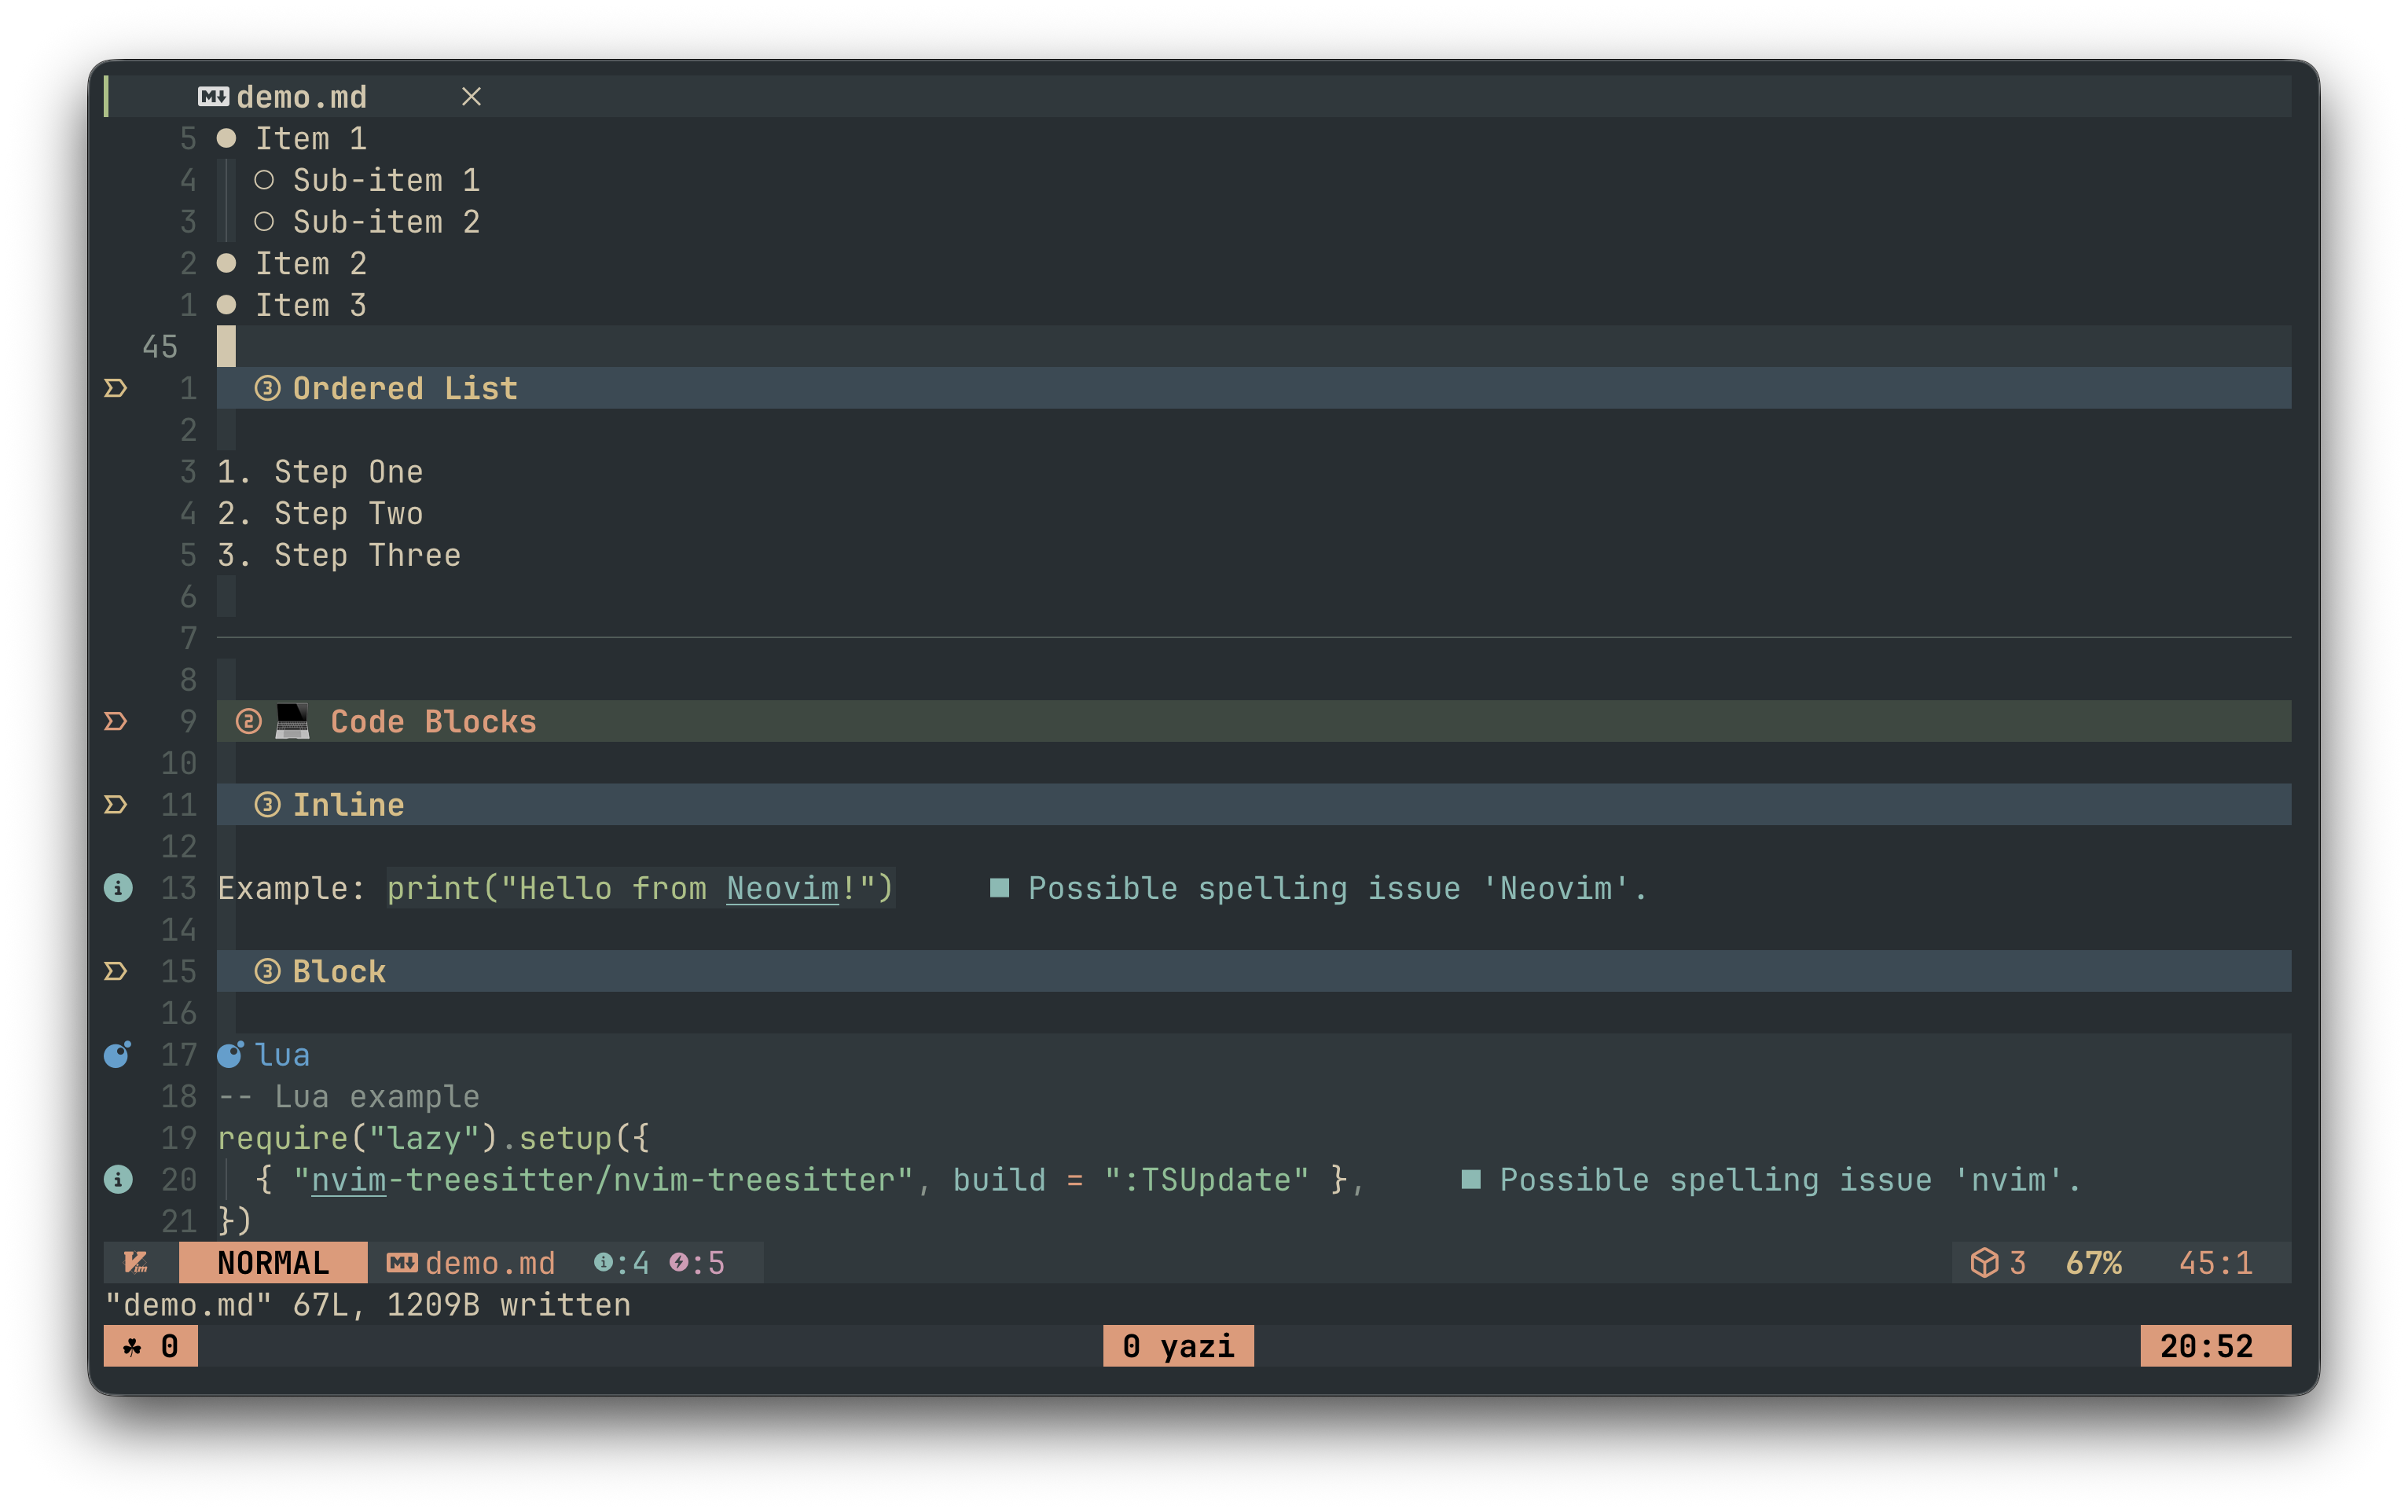 demo.md ×
5 ● Item 1
4 ○ Sub-item 1
3 ○ Sub-item 2
2 ● Item 2
1 ● Item 3
45
1 ③ Ordered List
2
3 1. Step One
4 2. Step Two
5 3. Step Three
6
7
8
9 ② 💻 Code Blocks
10
11 ③ Inline
12
13 Example: print("Hello from Neovim!") ■ Possible spelling issue 'Neovim'.
14
15 ③ Block
16
17 lua
18 -- Lua example
19 require("lazy").setup({
20 { "nvim-treesitter/nvim-treesitter", build = ":TSUpdate" }, ■ Possible spelling issue 'nvim'.
21 })
NORMAL demo.md :4 :5 3 67% 45:1
"demo.md" 67L, 1209B written
☘ 0 0 yazi 20:52